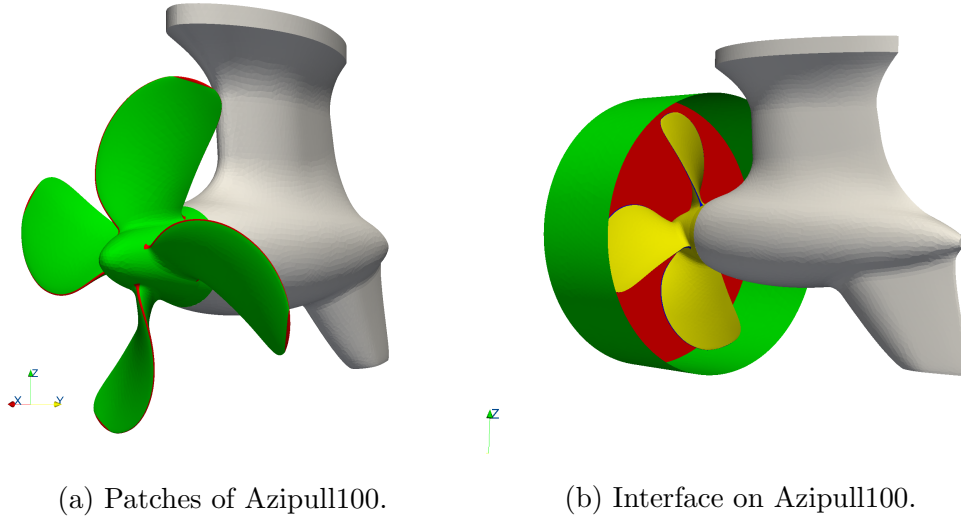 Z
X Y
Z
(a) Patches of Azipull100.
(b) Interface on Azipull100.